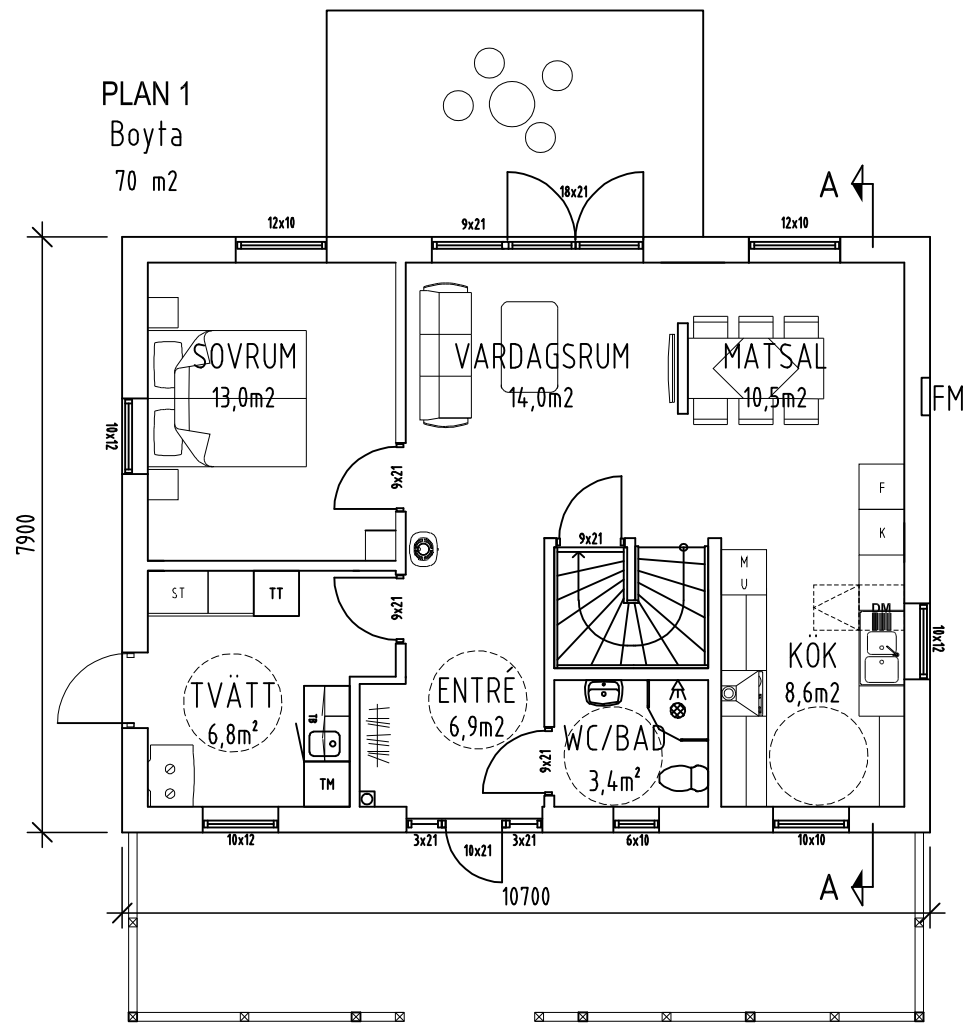 PLAN 1
Boyta
70 m2
A
18x21
12x10
9x21
12x10
SOVRUM
13,0m2
VARDAGSRUM
14,0m2
MATSAL
10,5m2
FM
10x12
9x21
F
7900
9x21
K
M
U
ST
TT
9x21
DM
10x12
KÖK
8,6m2
TVÄTT
6,8m²
ENTRÉ
6,9m2
TB
WC/BAD
3,4m²
9x21
TM
10x12
3x21
10x21
3x21
6x10
10x10
A
10700